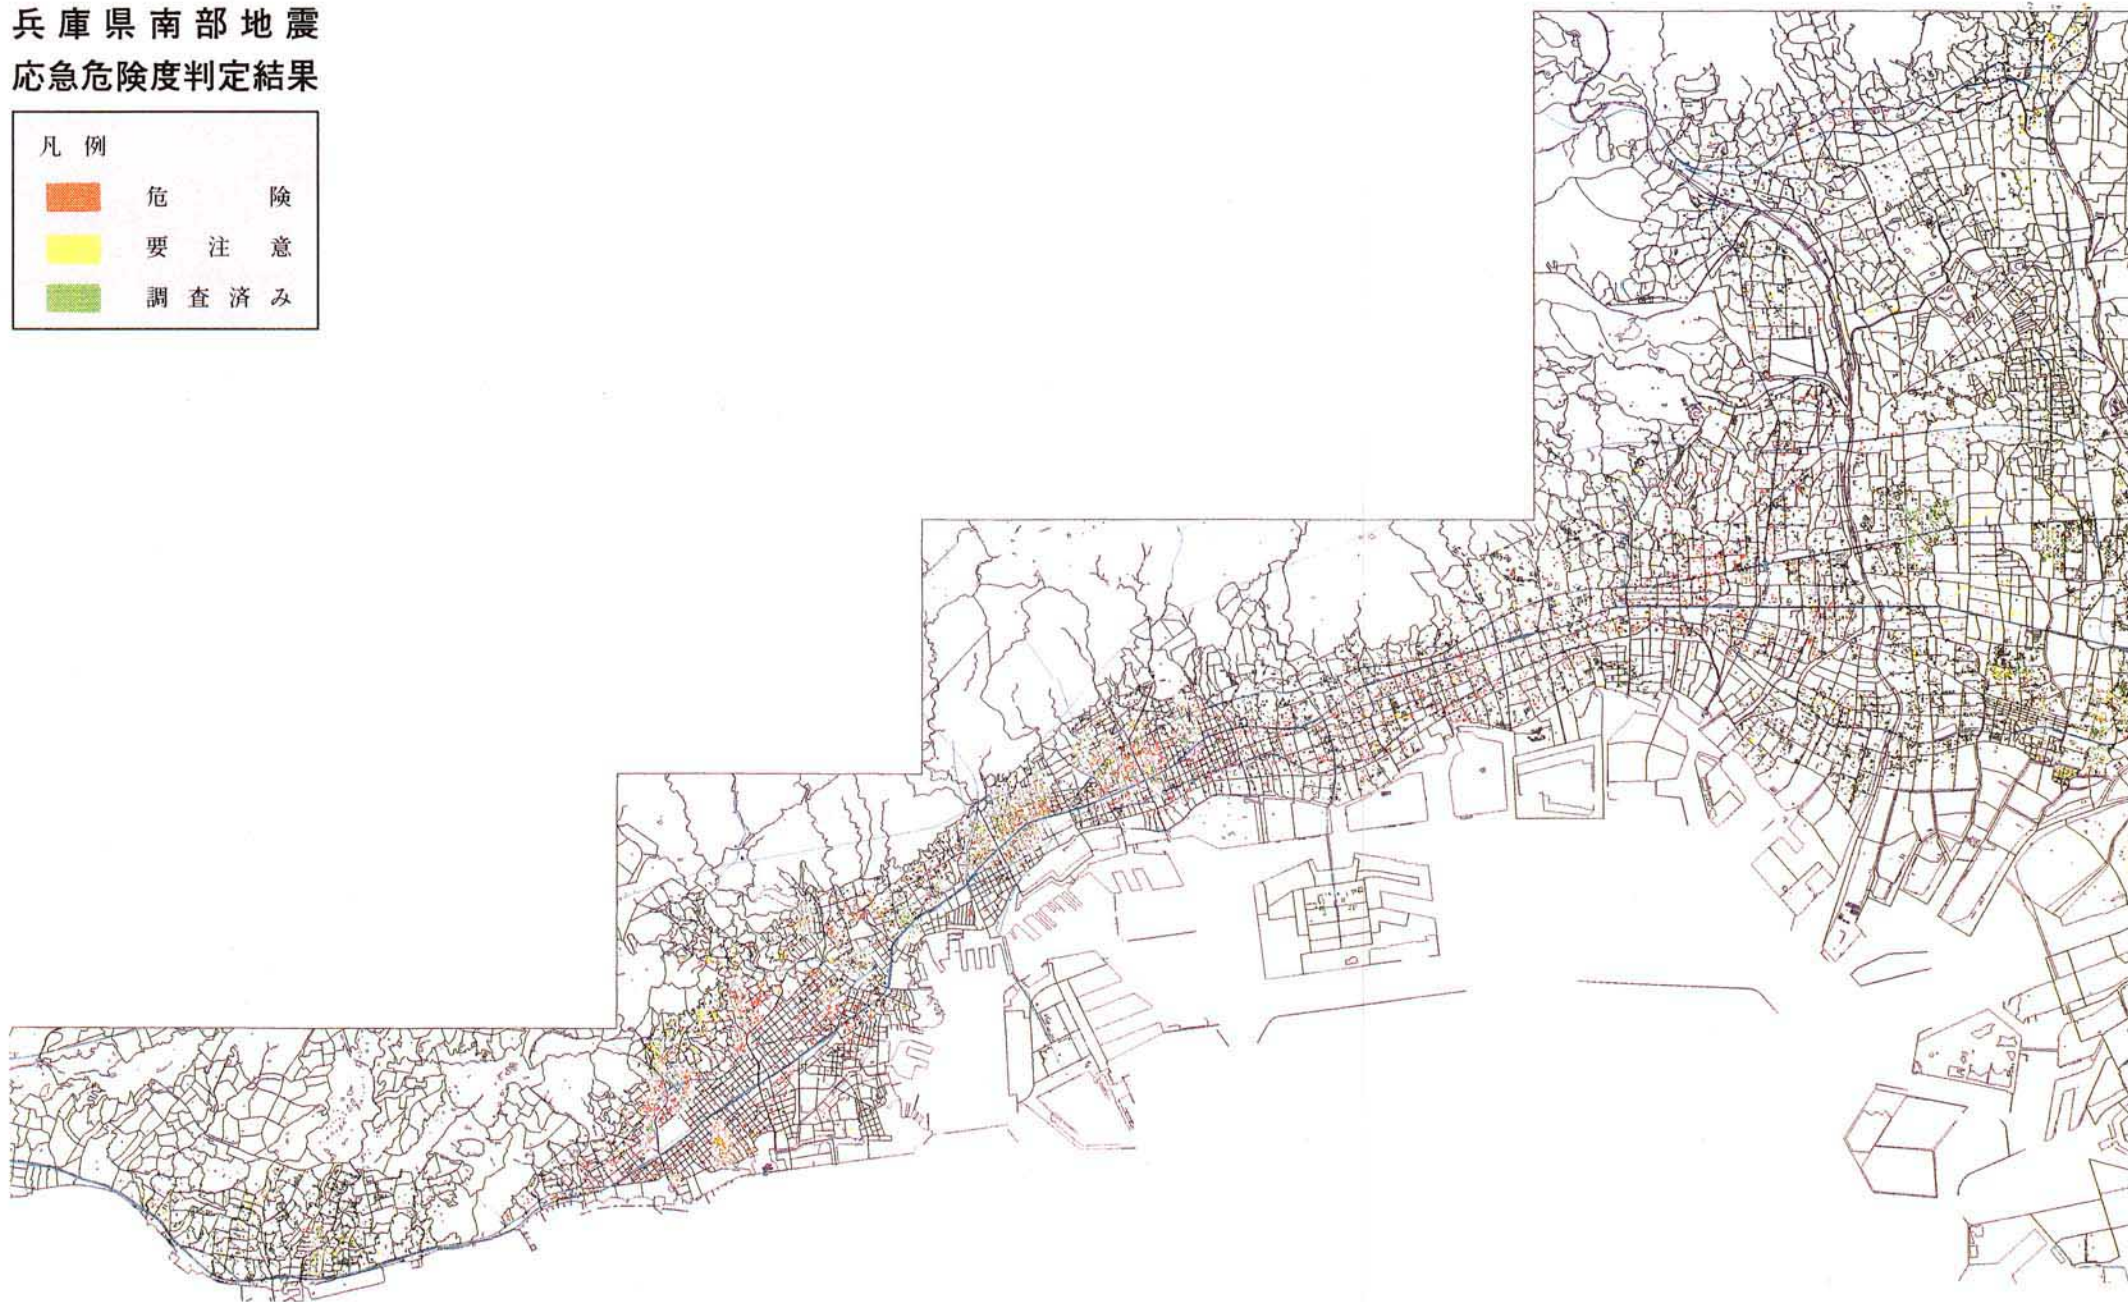 兵庫県南部地震
応急危険度判定結果
凡例
危険
要注意
調査済み